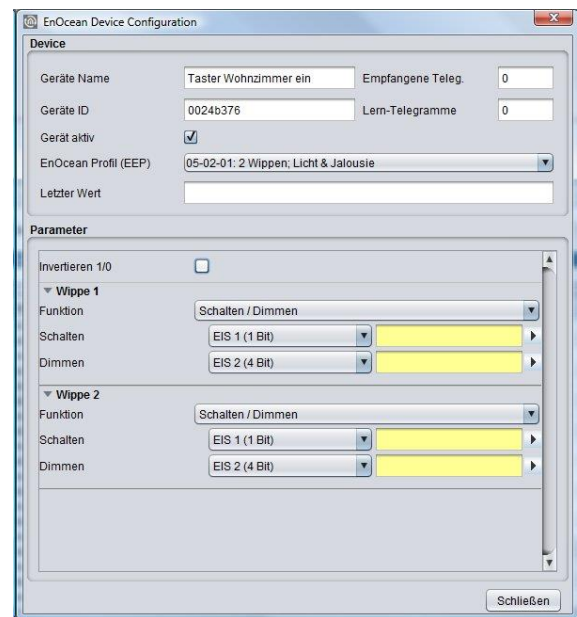 EnOcean Device Configuration
Device
Geräte Name Taster Wohnzimmer ein Empfangene Teleg. 0
Geräte ID 0024b376 Lern-Telegramme 0
Gerät aktiv
EnOcean Profil (EEP) 05-02-01: 2 Wippen; Licht & Jalousie
Letzter Wert
Parameter
Invertieren 1/0
Wippe 1
Funktion Schalten / Dimmen
Schalten EIS 1 (1 Bit)
Dimmen EIS 2 (4 Bit)
Wippe 2
Funktion Schalten / Dimmen
Schalten EIS 1 (1 Bit)
Dimmen EIS 2 (4 Bit)
Schließen